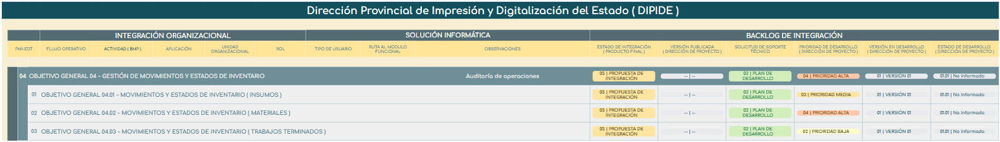 Dirección Provincial de Impresión y Digitalización del Estado ( DIPIDE )
INTEGRACIÓN ORGANIZACIONAL SOLUCIÓN INFORMÁTICA BACKLOG DE INTEGRACIÓN
PMI-EDT FLUJO OPERATIVO ACTIVIDAD ( BMP ) APLICACIÓN UNIDAD ORGANIZACIONAL ROL TIPO DE USUARIO RUTA AL MODULO FUNCIONAL OBSERVACIONES ESTADO DE INTEGRACIÓN ( PRODUCTO FINAL ) VERSIÓN PUBLICADA ( DIRECCIÓN DE PROYECTO ) SOLICITUD DE SOPORTE TÉCNICO PRIORIDAD DE DESARROLLO ( DIRECCIÓN DE PROYECTO ) VERSIÓN EN DESARROLLO ( DIRECCIÓN DE PROYECTO ) ESTADO DE DESARROLLO ( DIRECCIÓN DE PROYECTO )
04 OBJETIVO GENERAL 04 - GESTIÓN DE MOVIMIENTOS Y ESTADOS DE INVENTARIO Auditoría de operaciones 05 | PROPUESTA DE INTEGRACIÓN -- | -- 02 | PLAN DE DESARROLLO 04 | PRIORIDAD ALTA 01 | VERSIÓN 01 01.01 | No informado
01 OBJETIVO GENERAL 04.01 - MOVIMIENTOS Y ESTADOS DE INVENTARIO ( INSUMOS ) 05 | PROPUESTA DE INTEGRACIÓN -- | -- 02 | PLAN DE DESARROLLO 03 | PRIORIDAD MEDIA 01 | VERSIÓN 01 01.01 | No informado
02 OBJETIVO GENERAL 04.02 - MOVIMIENTOS Y ESTADOS DE INVENTARIO ( MATERIALES ) 05 | PROPUESTA DE INTEGRACIÓN -- | -- 02 | PLAN DE DESARROLLO 04 | PRIORIDAD ALTA 01 | VERSIÓN 01 01.01 | No informado
03 OBJETIVO GENERAL 04.03 - MOVIMIENTOS Y ESTADOS DE INVENTARIO ( TRABAJOS TERMINADOS ) 05 | PROPUESTA DE INTEGRACIÓN -- | -- 02 | PLAN DE DESARROLLO 02 | PRIORIDAD BAJA 01 | VERSIÓN 01 01.01 | No informado